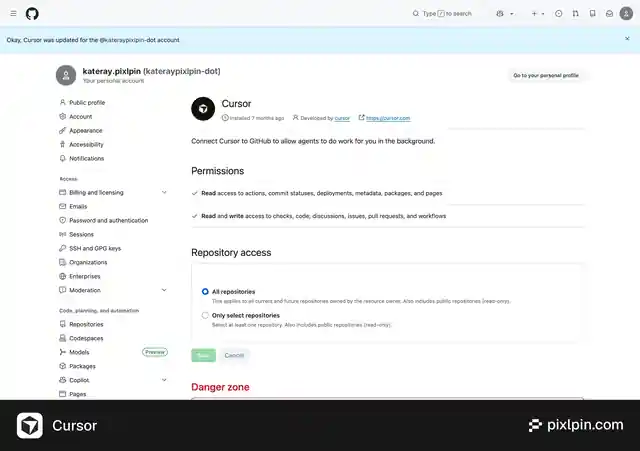 Type / to search
Okay, Cursor was updated for the @kateraypixlpin-dot account
kateray.pixlpin (kateraypixlpin-dot)
Your personal account
Go to your personal profile
Public profile
Account
Appearance
Accessibility
Notifications
Access
Billing and licensing
Emails
Password and authentication
Sessions
SSH and GPG keys
Organizations
Enterprises
Moderation
Code, planning, and automation
Repositories
Codespaces
Models Preview
Packages
Copilot
Pages
Cursor
Installed 7 months ago Developed by cursor https://cursor.com
Connect Cursor to GitHub to allow agents to do work for you in the background.
Permissions
Read access to actions, commit statuses, deployments, metadata, packages, and pages
Read and write access to checks, code, discussions, issues, pull requests, and workflows
Repository access
All repositories
This applies to all current and future repositories owned by the resource owner. Also includes public repositories (read-only).
Only select repositories
Select at least one repository. Also includes public repositories (read-only).
Save Cancel
Danger zone
Cursor
pixlpin.com